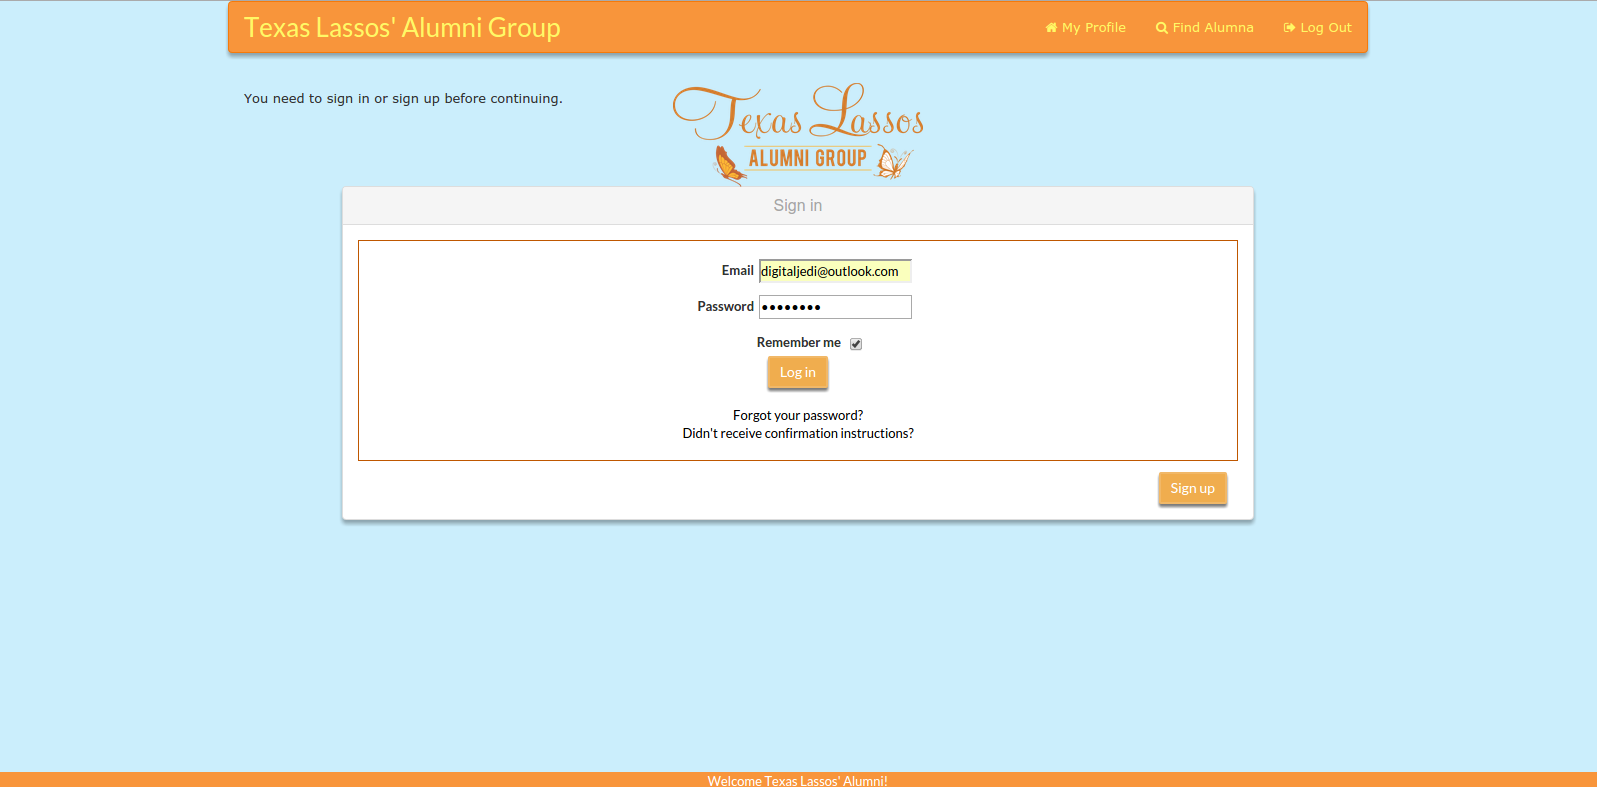 Texas Lassos' Alumni Group
My Profile
Find Alumna
Log Out
You need to sign in or sign up before continuing.
Texas Lassos
ALUMNI GROUP
Sign in
Email digitaljedi@outlook.com
Password ••••••••
Remember me
Log in
Forgot your password?
Didn't receive confirmation instructions?
Sign up
Welcome Texas Lassos' Alumni!